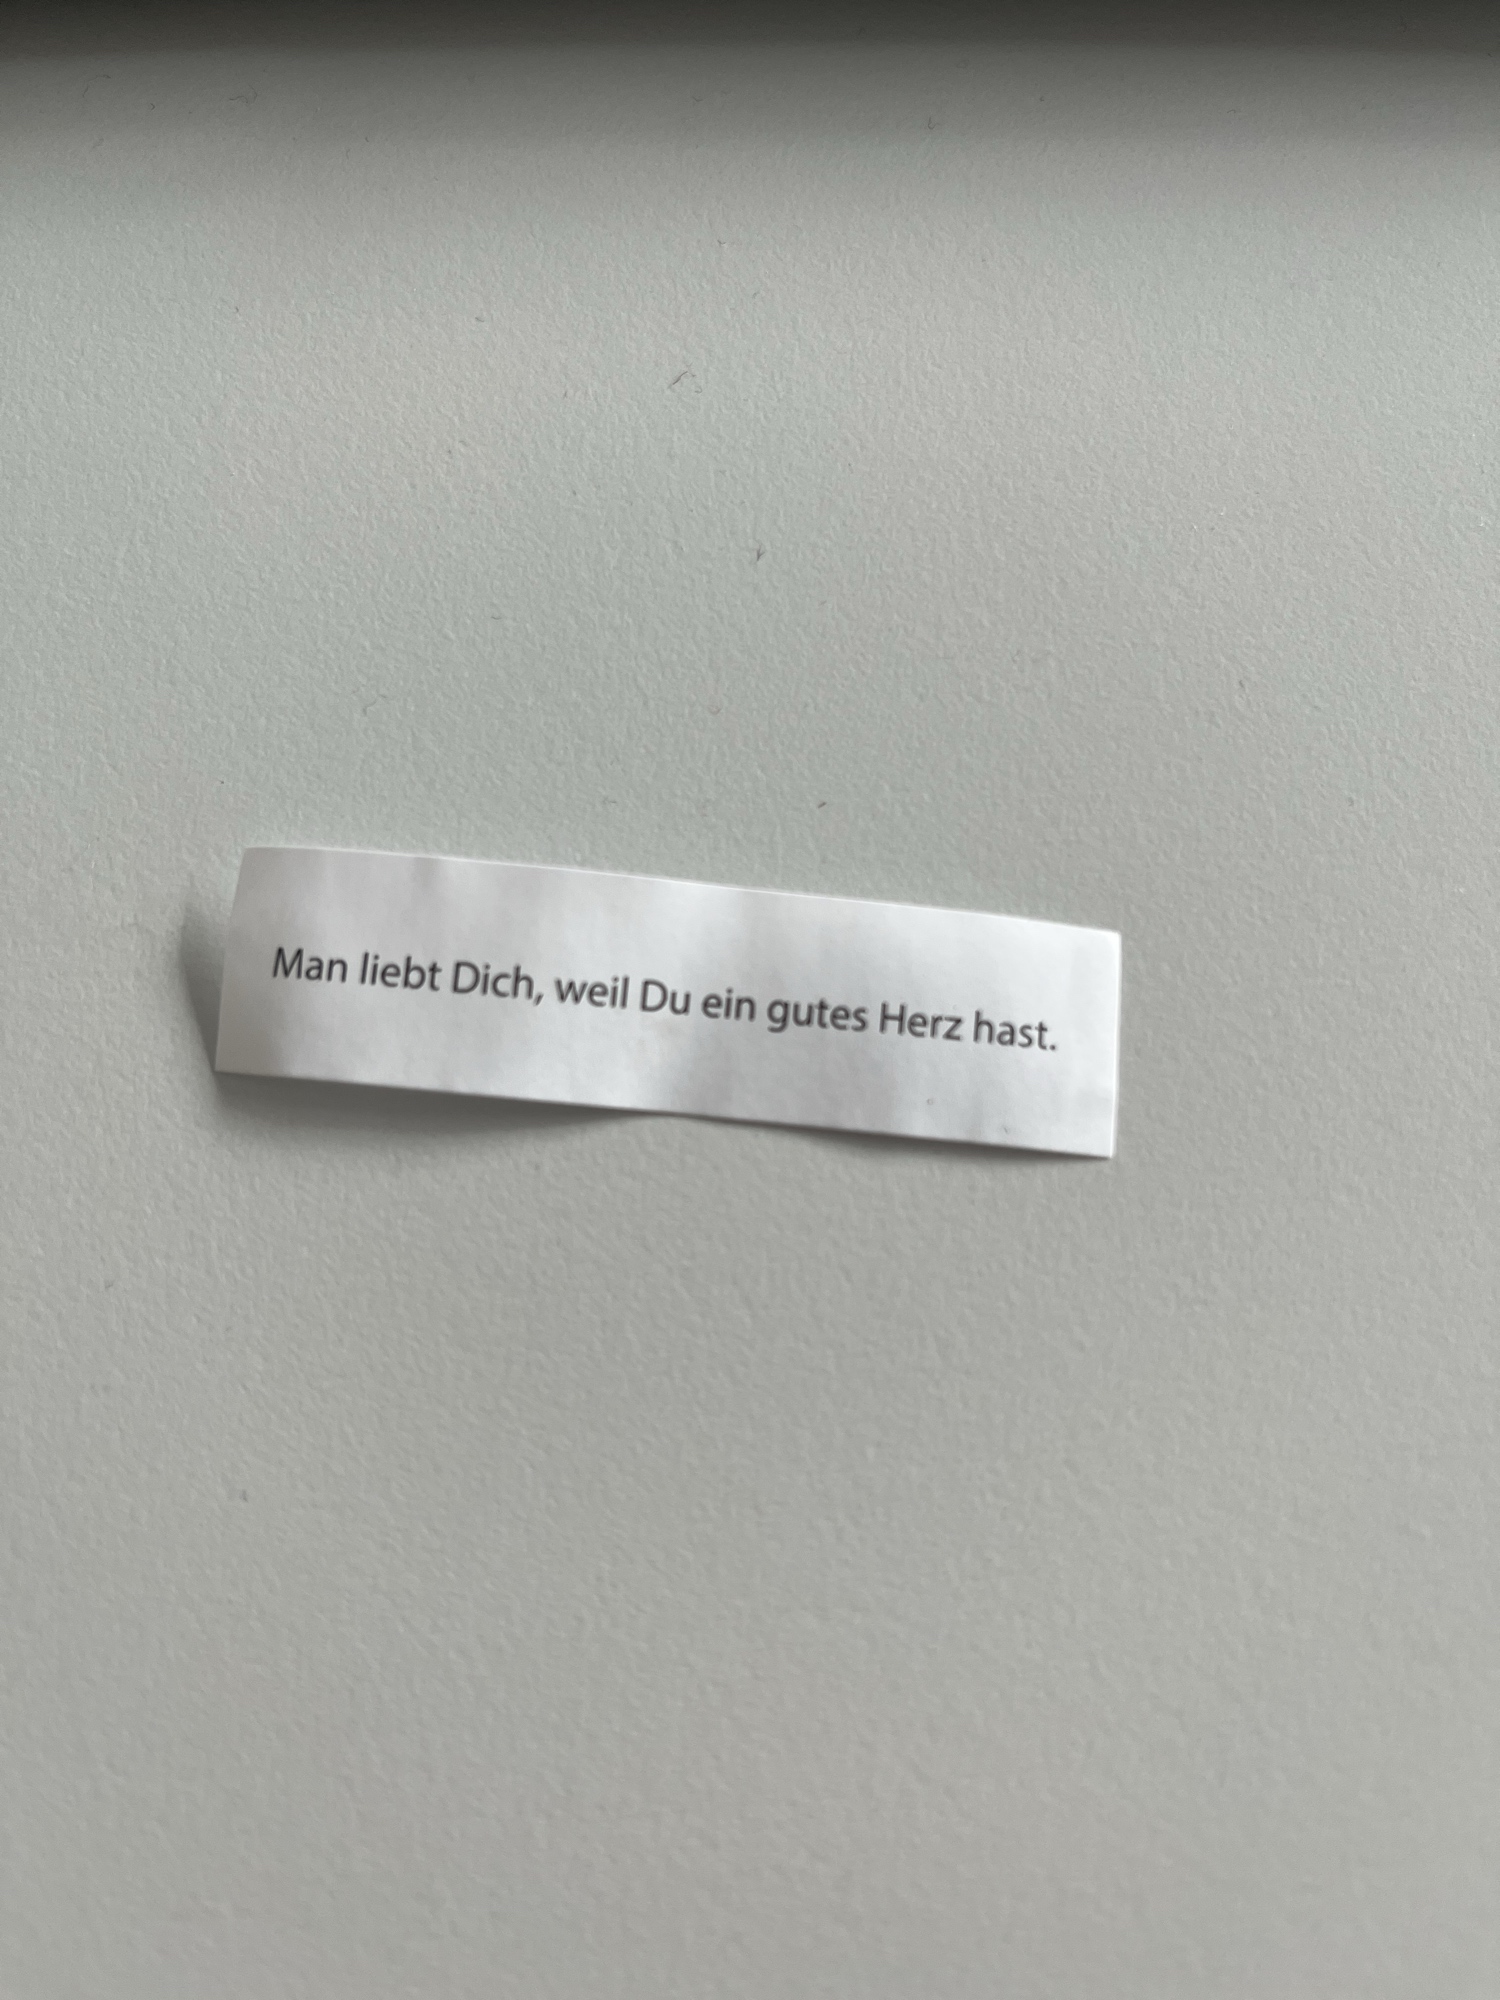 Man liebt Dich, weil Du ein gutes Herz hast.